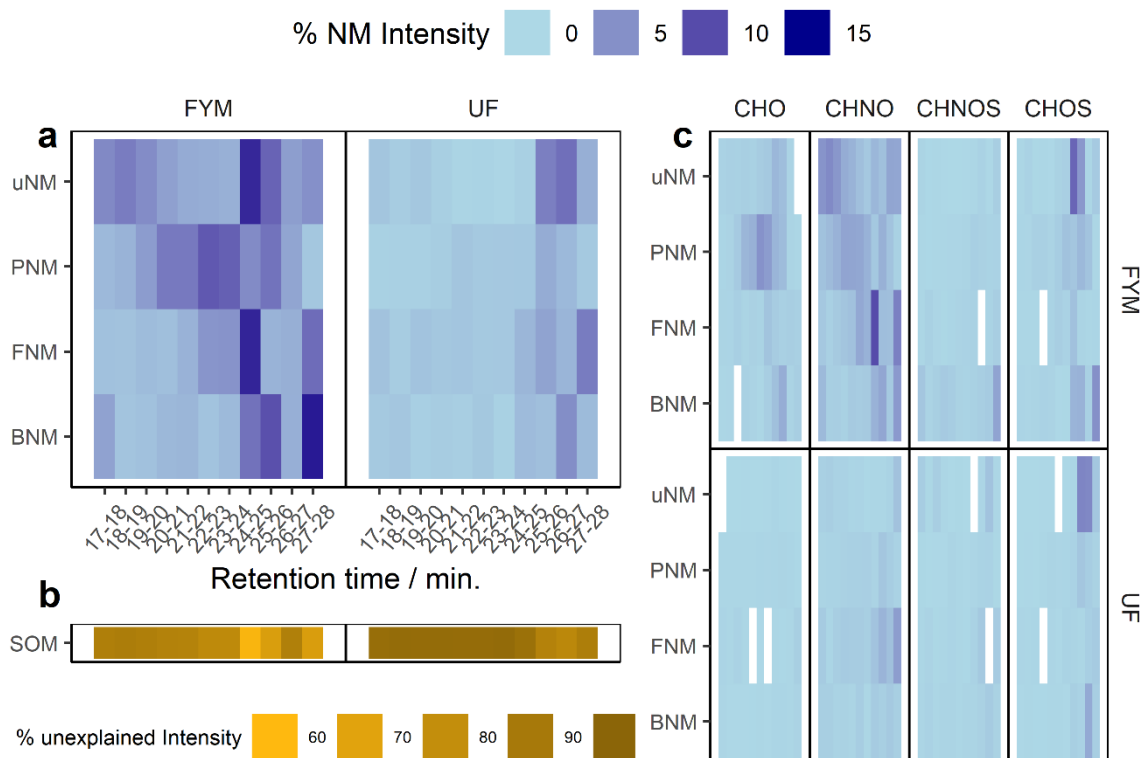 % NM Intensity 0 5 10 15
FYM UF
a
uNM
PNM
FNM
BNM
17-18 18-19 19-20 20-21 21-22 22-23 23-24 24-25 25-26 26-27 27-28
17-18 18-19 19-20 20-21 21-22 22-23 23-24 24-25 25-26 26-27 27-28
Retention time / min.
b
SOM
% unexplained Intensity 60 70 80 90
CHO CHNO CHNOS CHOS
c
uNM
PNM
FNM
BNM
FYM
uNM
PNM
FNM
BNM
UF